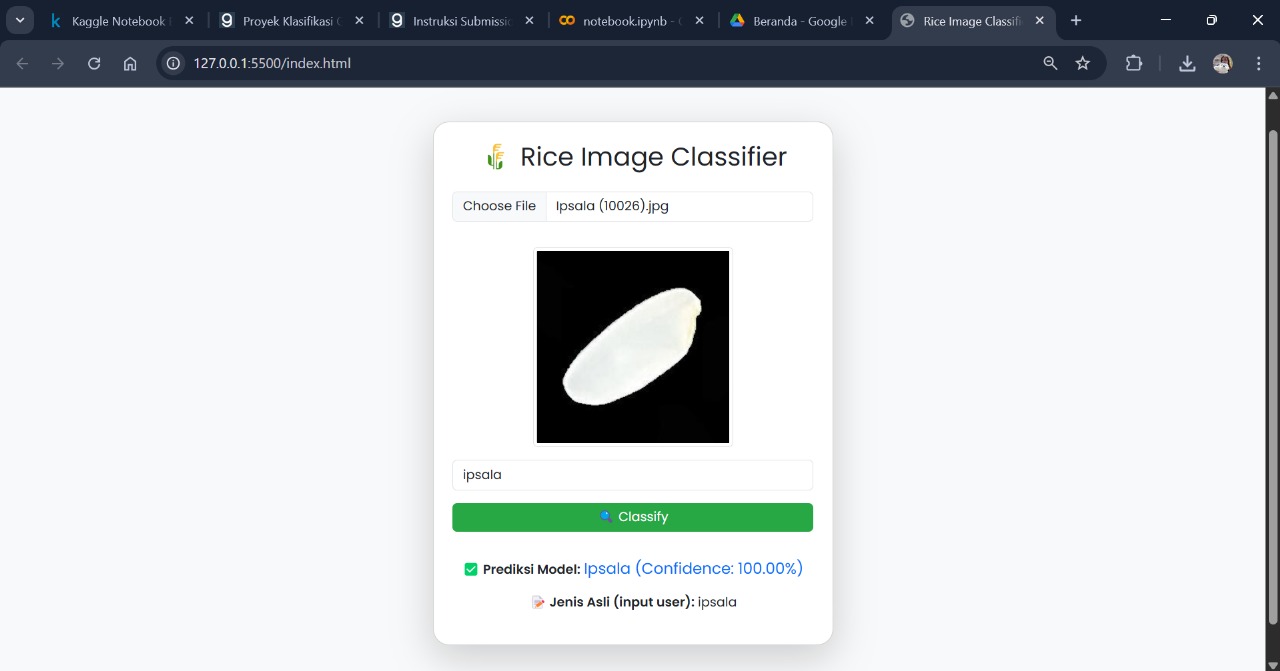 Kaggle Notebook
Proyek Klasifikasi
Instruksi Submissi
notebook.ipynb -
Beranda - Google
Rice Image Classifi
127.0.0.1:5500/index.html
Rice Image Classifier
Choose File Ipsala (10026).jpg
ipsala
Classify
Prediksi Model: Ipsala (Confidence: 100.00%)
Jenis Asli (input user): ipsala